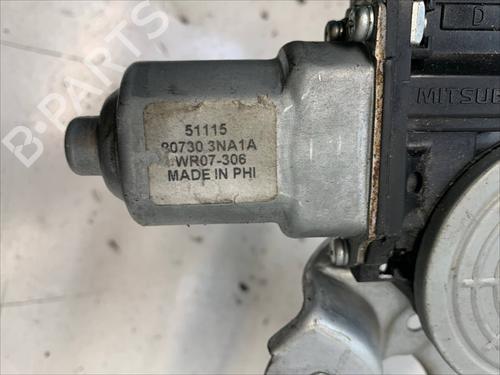 D
MITSUB
51115
80730 3NA1A
WR07-306
MADE IN PHI
B-PARTS